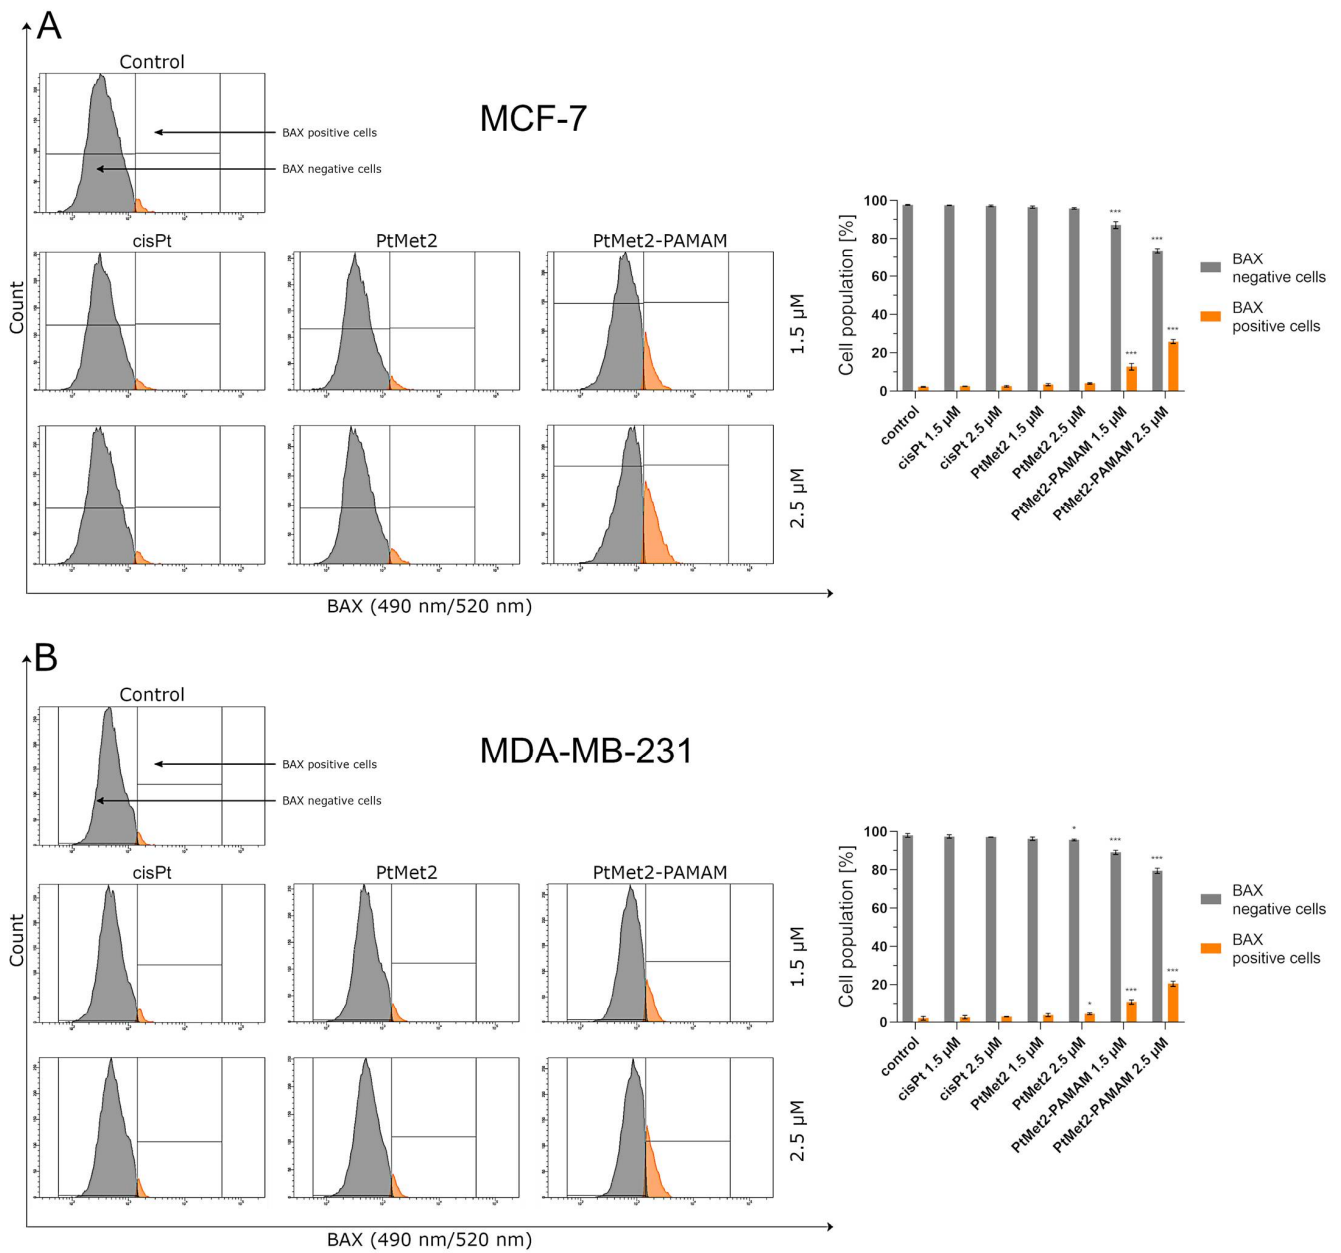 A
Control
MCF-7
BAX positive cells
BAX negative cells
cisPt
PtMet2
PtMet2-PAMAM
Count
1.5 µM
2.5 µM
BAX (490 nm/520 nm)
Cell population [%]
100
80
60
40
20
0
***
***
***
***
control
cisPt 1.5 µM
cisPt 2.5 µM
PtMet2 1.5 µM
PtMet2 2.5 µM
PtMet2-PAMAM 1.5 µM
PtMet2-PAMAM 2.5 µM
BAX
negative cells
BAX
positive cells
B
Control
MDA-MB-231
BAX positive cells
BAX negative cells
cisPt
PtMet2
PtMet2-PAMAM
Count
1.5 µM
2.5 µM
BAX (490 nm/520 nm)
Cell population [%]
100
80
60
40
20
0
*
***
***
*
***
***
control
cisPt 1.5 µM
cisPt 2.5 µM
PtMet2 1.5 µM
PtMet2 2.5 µM
PtMet2-PAMAM 1.5 µM
PtMet2-PAMAM 2.5 µM
BAX
negative cells
BAX
positive cells